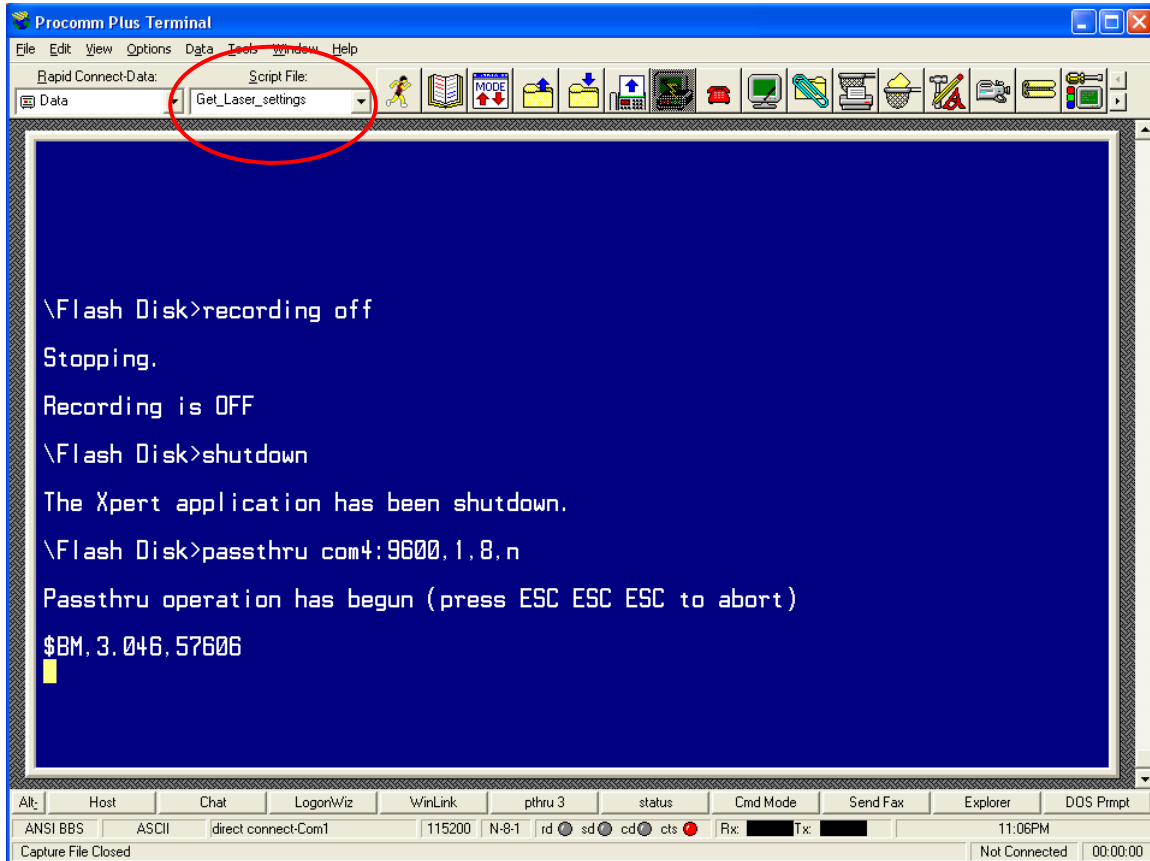 Procomm Plus Terminal
File Edit View Options Data Tools Window Help
Rapid Connect-Data: Script File:
Data Get_Laser_settings
MODE
\Flash Disk>recording off
Stopping.
Recording is OFF
\Flash Disk>shutdown
The Xpert application has been shutdown.
\Flash Disk>passthru com4:9600,1,8,n
Passthru operation has begun (press ESC ESC ESC to abort)
$BM,3.046,57606
Alt- Host Chat LogonWiz WinLink pthru 3 status Cmd Mode Send Fax Explorer DOS Prmpt
ANSI BBS ASCII direct connect-Com1 115200 N-8-1 rd sd cd cts Rx: Tx: 11:06PM
Capture File Closed Not Connected 00:00:00